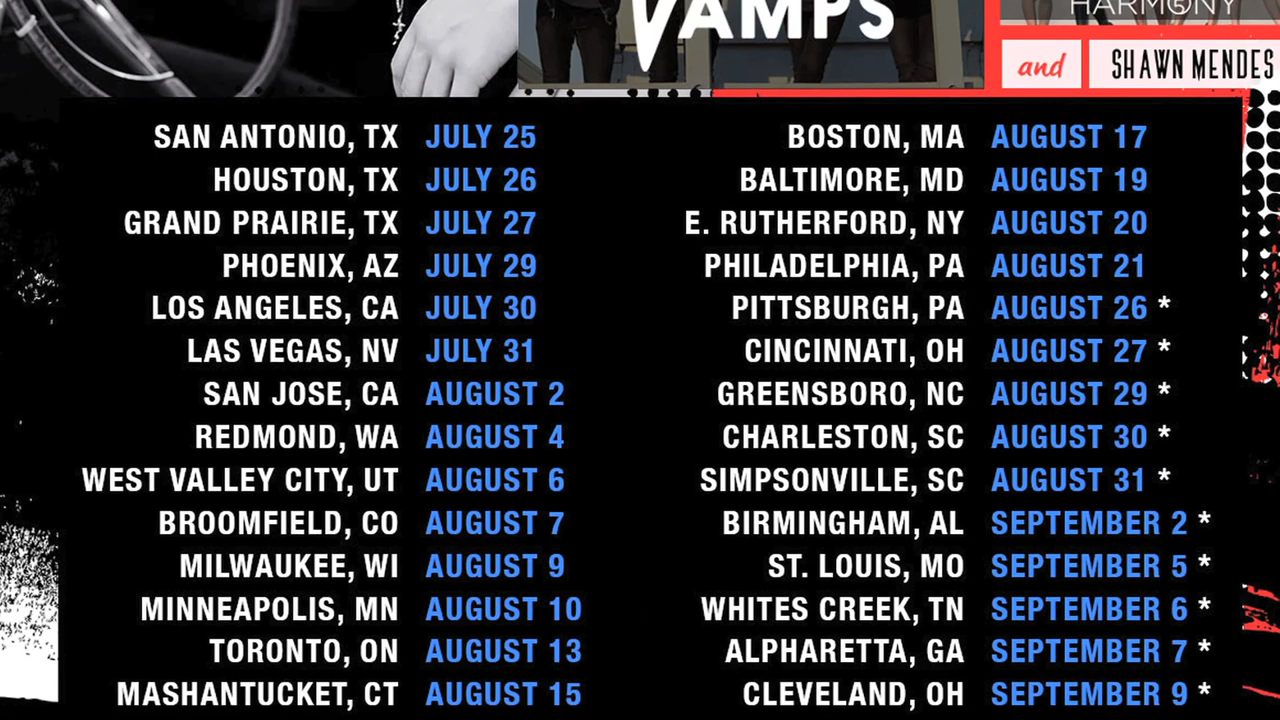 VAMPS
HARMONY
and SHAWN MENDES
SAN ANTONIO, TX JULY 25
HOUSTON, TX JULY 26
GRAND PRAIRIE, TX JULY 27
PHOENIX, AZ JULY 29
LOS ANGELES, CA JULY 30
LAS VEGAS, NV JULY 31
SAN JOSE, CA AUGUST 2
REDMOND, WA AUGUST 4
WEST VALLEY CITY, UT AUGUST 6
BROOMFIELD, CO AUGUST 7
MILWAUKEE, WI AUGUST 9
MINNEAPOLIS, MN AUGUST 10
TORONTO, ON AUGUST 13
MASHANTUCKET, CT AUGUST 15
BOSTON, MA AUGUST 17
BALTIMORE, MD AUGUST 19
E. RUTHERFORD, NY AUGUST 20
PHILADELPHIA, PA AUGUST 21
PITTSBURGH, PA AUGUST 26 *
CINCINNATI, OH AUGUST 27 *
GREENSBORO, NC AUGUST 29 *
CHARLESTON, SC AUGUST 30 *
SIMPSONVILLE, SC AUGUST 31 *
BIRMINGHAM, AL SEPTEMBER 2 *
ST. LOUIS, MO SEPTEMBER 5 *
WHITES CREEK, TN SEPTEMBER 6 *
ALPHARETTA, GA SEPTEMBER 7 *
CLEVELAND, OH SEPTEMBER 9 *